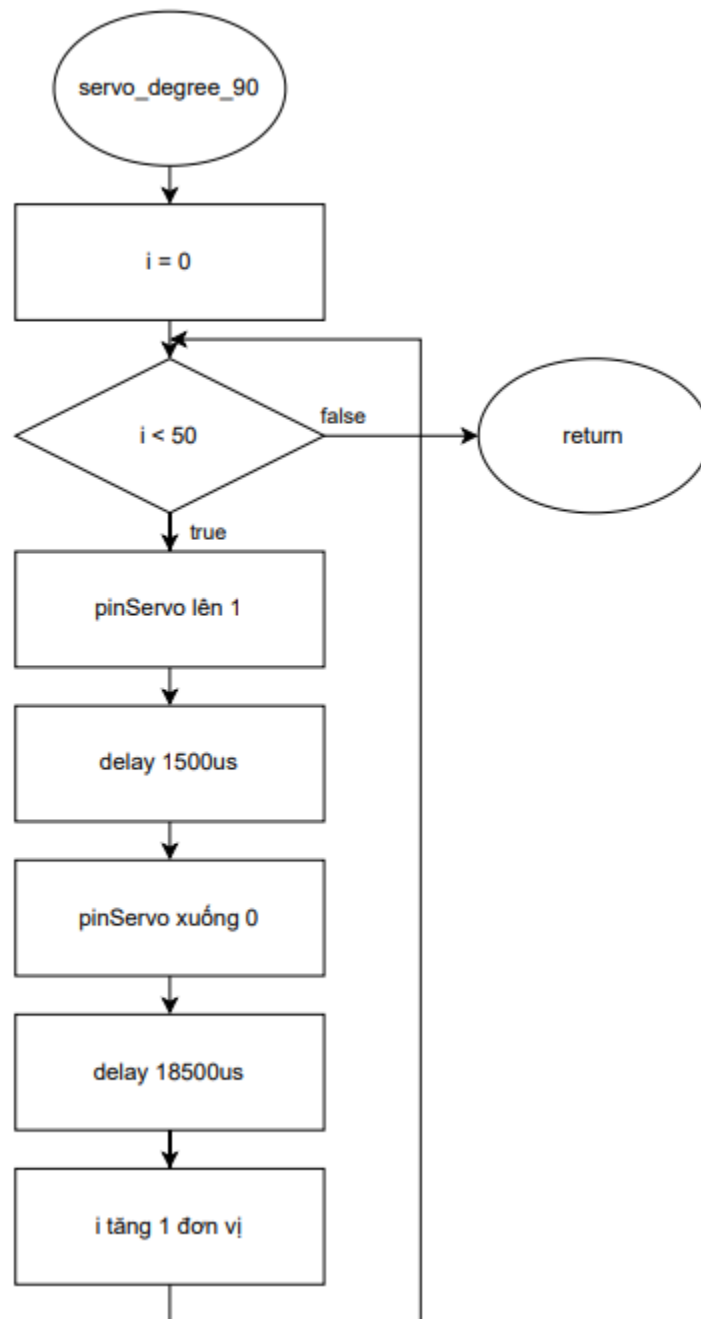 servo_degree_90
i = 0
i < 50
false
return
true
pinServo lên 1
delay 1500us
pinServo xuống 0
delay 18500us
i tăng 1 đơn vị